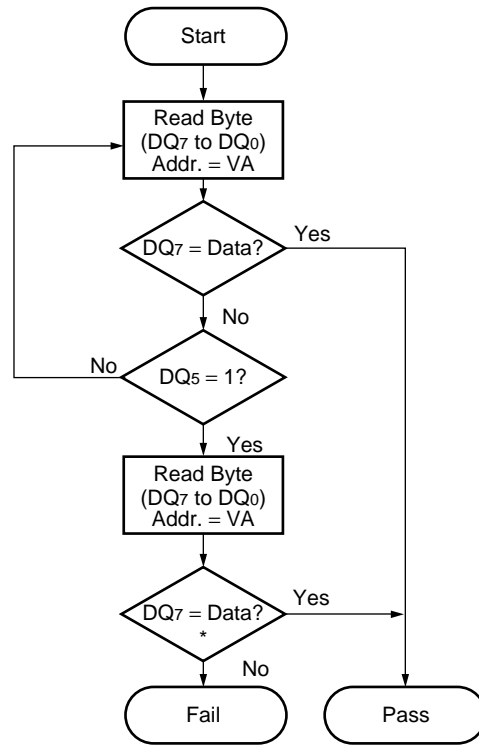 Start
Read Byte
(DQ7 to DQ0)
Addr. = VA
DQ7 = Data?
Yes
No
DQ5 = 1?
No
Yes
Read Byte
(DQ7 to DQ0)
Addr. = VA
DQ7 = Data?
*
Yes
No
Fail
Pass